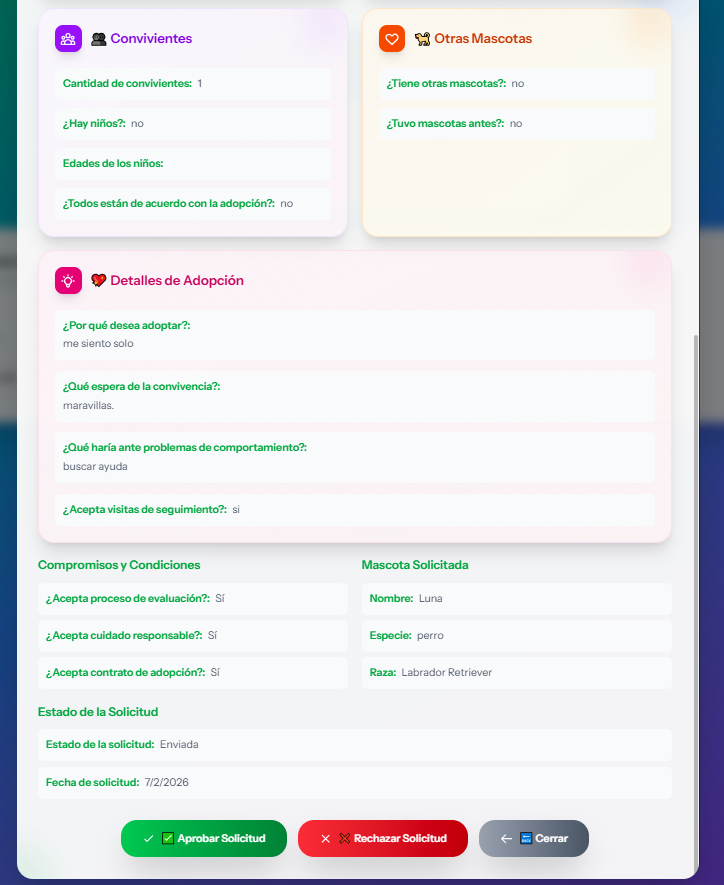 Convivientes
Cantidad de convivientes: 1
¿Hay niños?: no
Edades de los niños:
¿Todos están de acuerdo con la adopción?: no
Otras Mascotas
¿Tiene otras mascotas?: no
¿Tuvo mascotas antes?: no
Detalles de Adopción
¿Por qué desea adoptar?:
me siento solo
¿Qué espera de la convivencia?:
maravillas.
¿Qué haría ante problemas de comportamiento?:
buscar ayuda
¿Acepta visitas de seguimiento?: si
Compromisos y Condiciones
¿Acepta proceso de evaluación?: Sí
¿Acepta cuidado responsable?: Sí
¿Acepta contrato de adopción?: Sí
Mascota Solicitada
Nombre: Luna
Especie: perro
Raza: Labrador Retriever
Estado de la Solicitud
Estado de la solicitud: Enviada
Fecha de solicitud: 7/2/2026
Aprobar Solicitud
Rechazar Solicitud
Cerrar